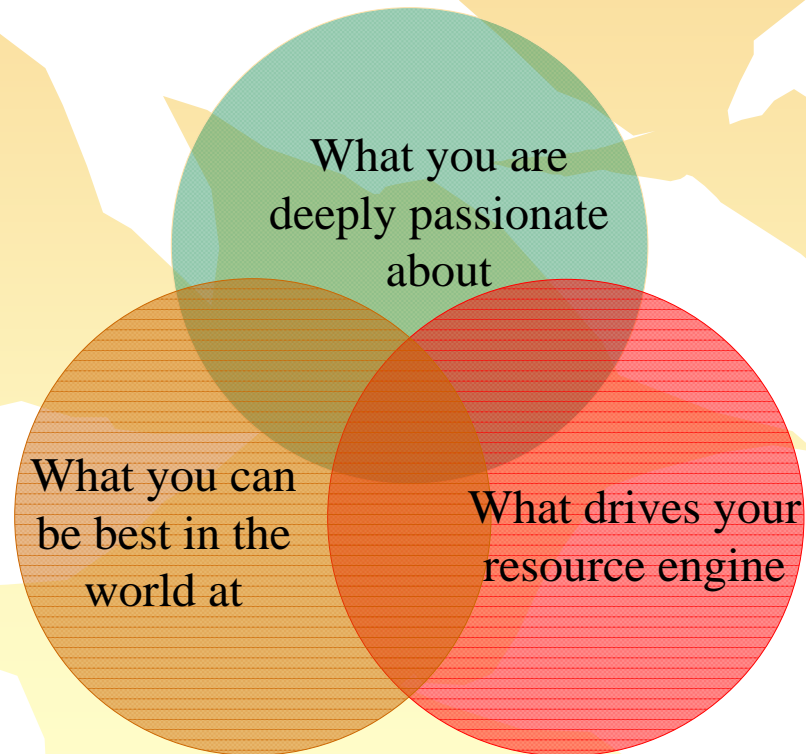 What you are
deeply passionate
about
What you can
be best in the
world at
What drives your
resource engine